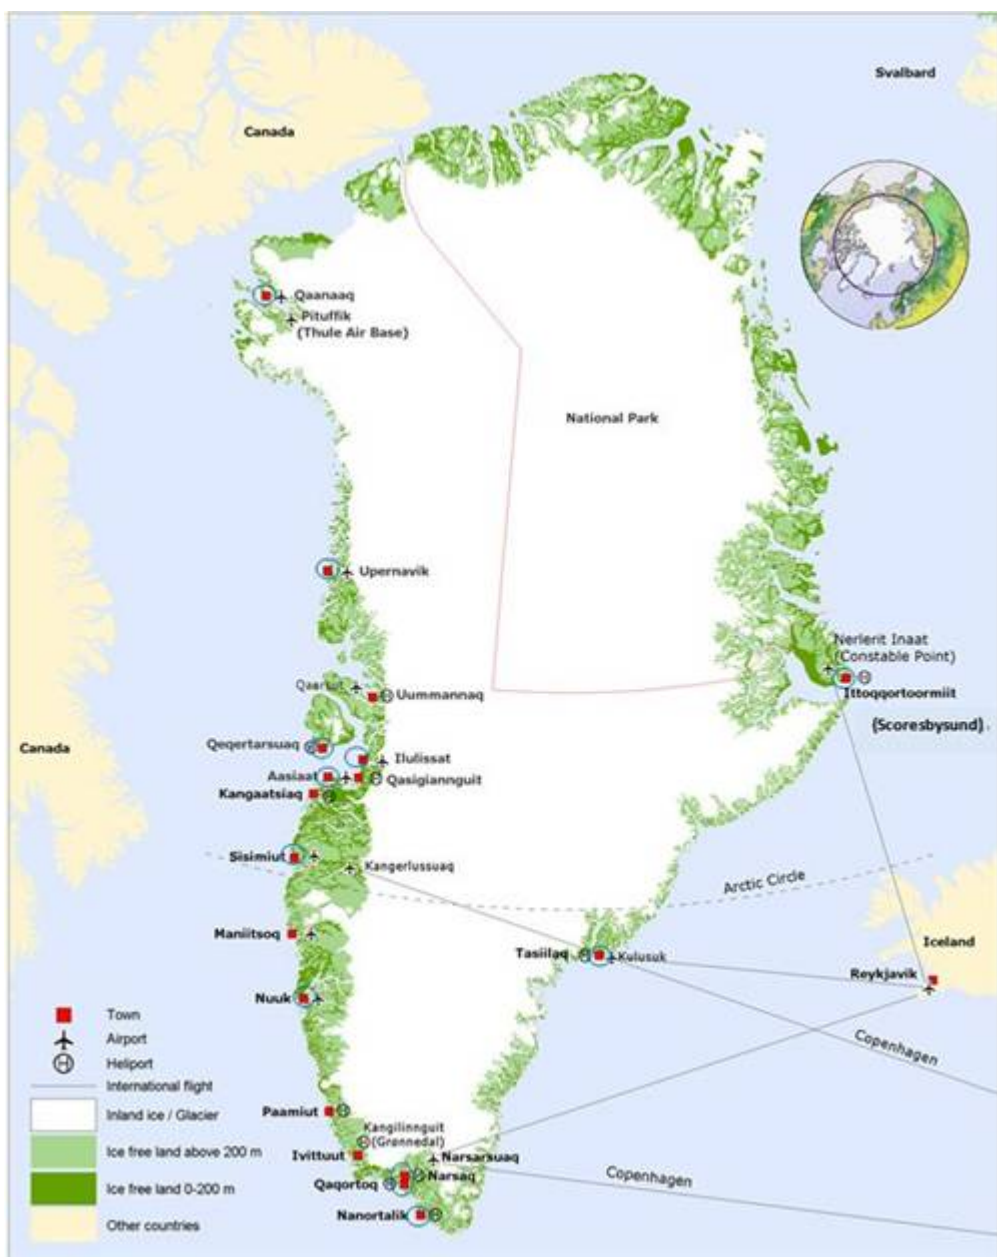 Svalbard
Canada
Qaanaaq
Pituffik
(Thule Air Base)
National Park
Upernavik
Nerlerit Inaat
(Constable Point)
Uummannaq
Ittoqqortoormiit
(Scoresbysund)
Canada
Qeqertarsuaq
Ilulissat
Aasiaat
Qasigiannguit
Kangaatsiaq
Sisimiut
Kangerlussuaq
Arctic Circle
Maniitsoq
Iceland
Tasiilaq
Kulusuk
Reykjavik
Nuuk
Town
Airport
H Heliport
Copenhagen
International flight
Inland ice / Glacier
Paamiut
Kangilinnguit
(Grønnedal)
Ice free land above 200 m
Ivittuut
Narsarsuaq
Narsaq
Copenhagen
Qaqortoq
Ice free land 0-200 m
Nanortalik
Other countries